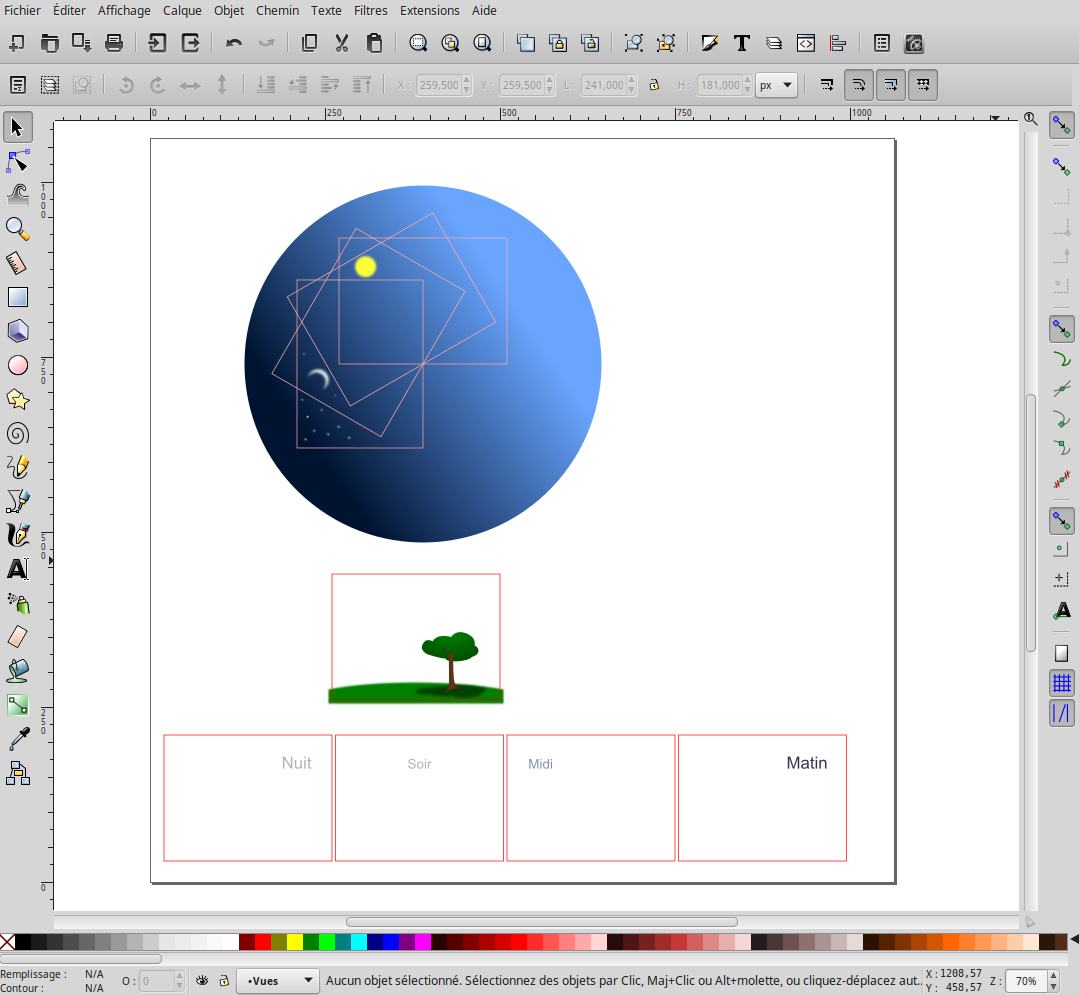 Fichier Éditer Affichage Calque Objet Chemin Texte Filtres Extensions Aide
X : 259,500 Y : 259,500 L : 241,000 H : 181,000 px
0 250 500 750 1000
1000
750
500
250
0
Nuit Soir Midi Matin
Remplissage : N/A O : 0 •Vues Aucun objet sélectionné. Sélectionnez des objets par Clic, Maj+Clic ou Alt+molette, ou cliquez-déplacez aut.. X : 1208,57 Z : 70%
Contour : N/A Y : 458,57